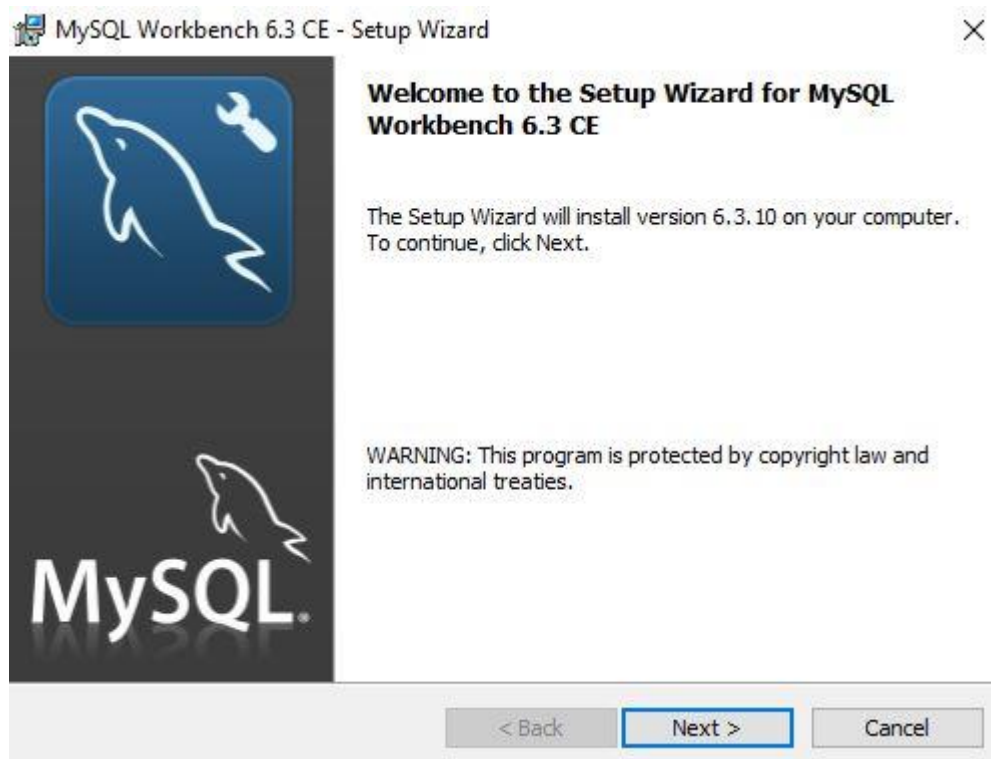 MySQL Workbench 6.3 CE - Setup Wizard
Welcome to the Setup Wizard for MySQL
Workbench 6.3 CE
The Setup Wizard will install version 6.3.10 on your computer.
To continue, click Next.
WARNING: This program is protected by copyright law and
international treaties.
MySQL®
< Back
Next >
Cancel